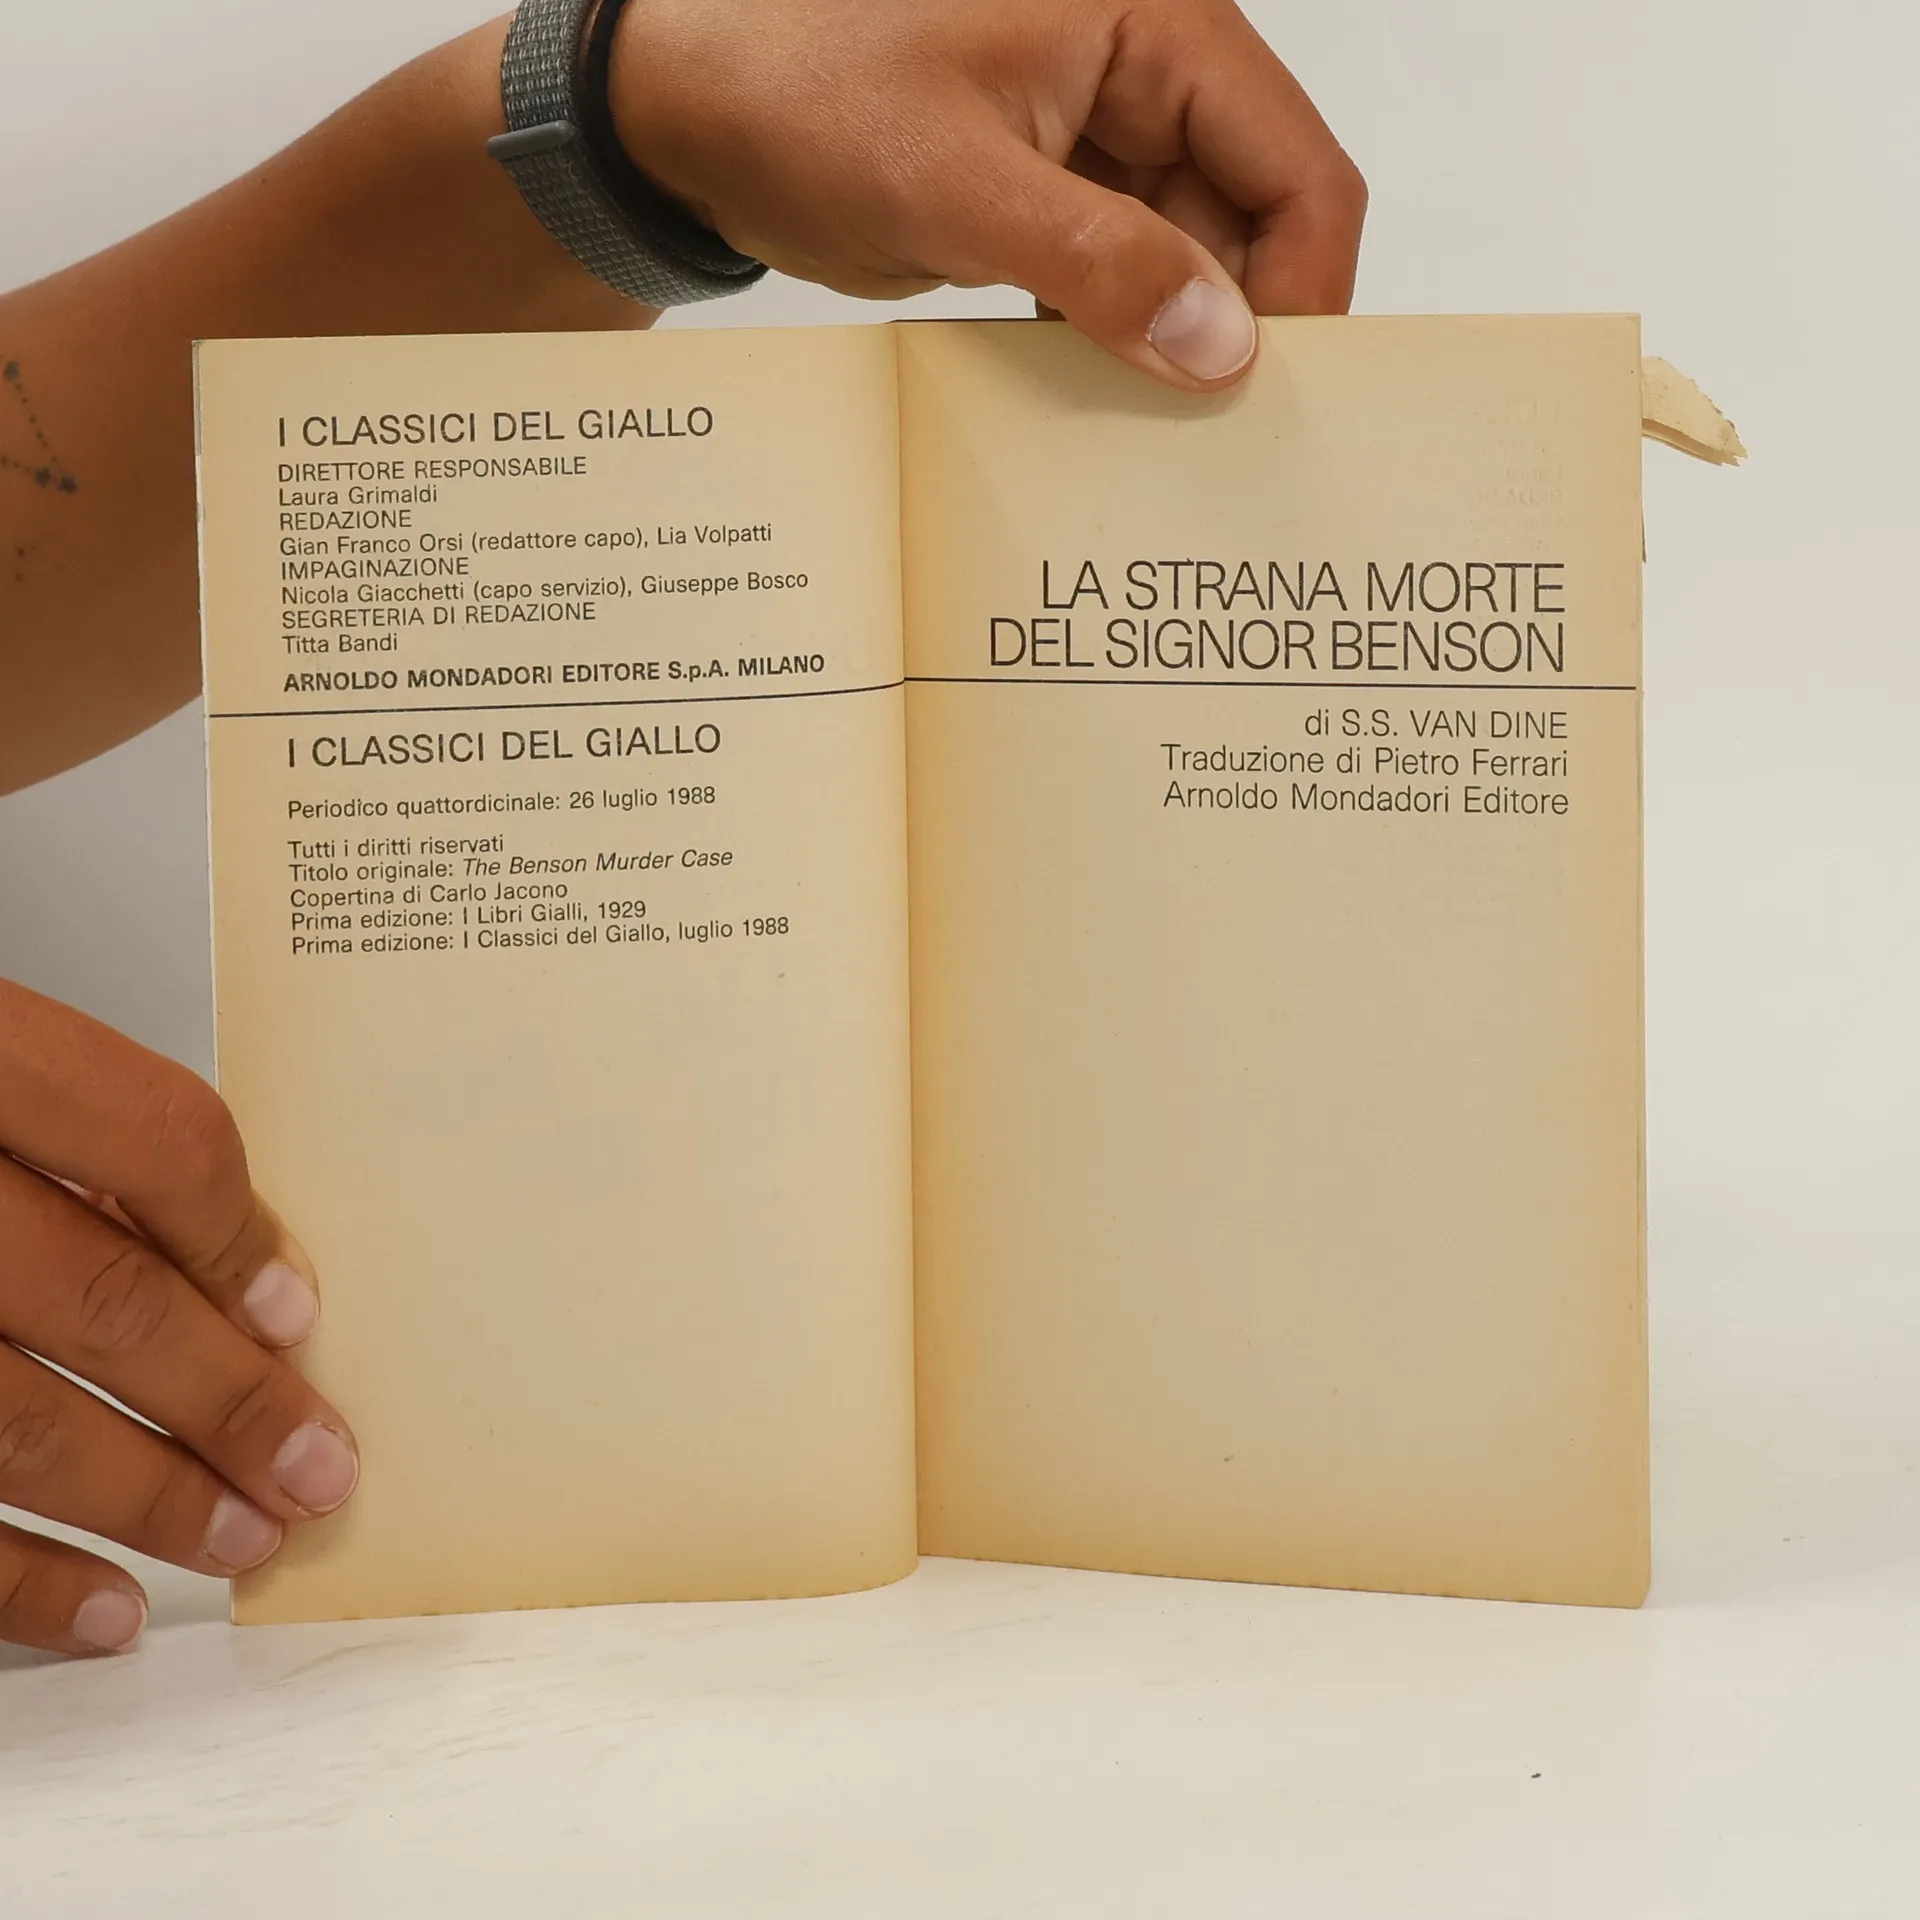 I CLASSICI DEL GIALLO
DIRETTORE RESPONSABILE
Laura Grimaldi
REDAZIONE
Gian Franco Orsi (redattore capo), Lia Volpatti
IMPAGINAZIONE
Nicola Giacchetti (capo servizio), Giuseppe Bosco
SEGRETERIA DI REDAZIONE
Titta Bandi
ARNOLDO MONDADORI EDITORE S.p.A. MILANO
I CLASSICI DEL GIALLO
Periodico quattordicinale: 26 luglio 1988
Tutti i diritti riservati
Titolo originale: The Benson Murder Case
Copertina di Carlo Jacono
Prima edizione: I Libri Gialli, 1929
Prima edizione: I Classici del Giallo, luglio 1988
LA STRANA MORTE
DEL SIGNOR BENSON
di S.S. VAN DINE
Traduzione di Pietro Ferrari
Arnoldo Mondadori Editore